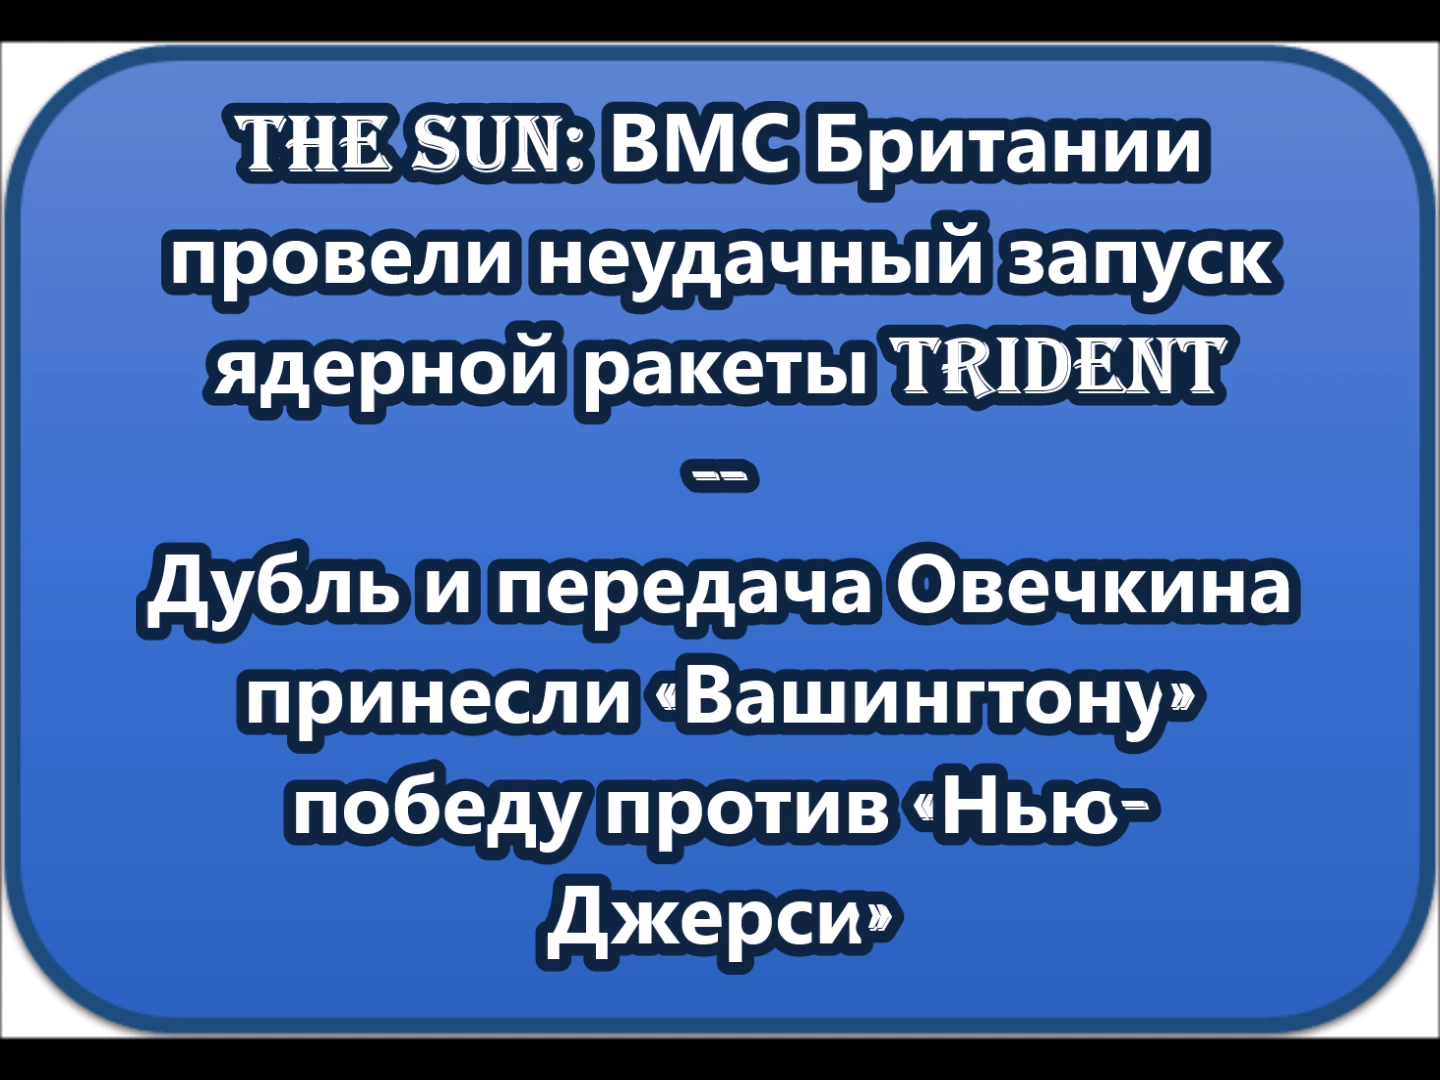 THE SUN: ВМС Британии
провели неудачный запуск
ядерной ракеты TRIDENT
--
Дубль и передача Овечкина
принесли «Вашингтону»
победу против «Нью-
Джерси»